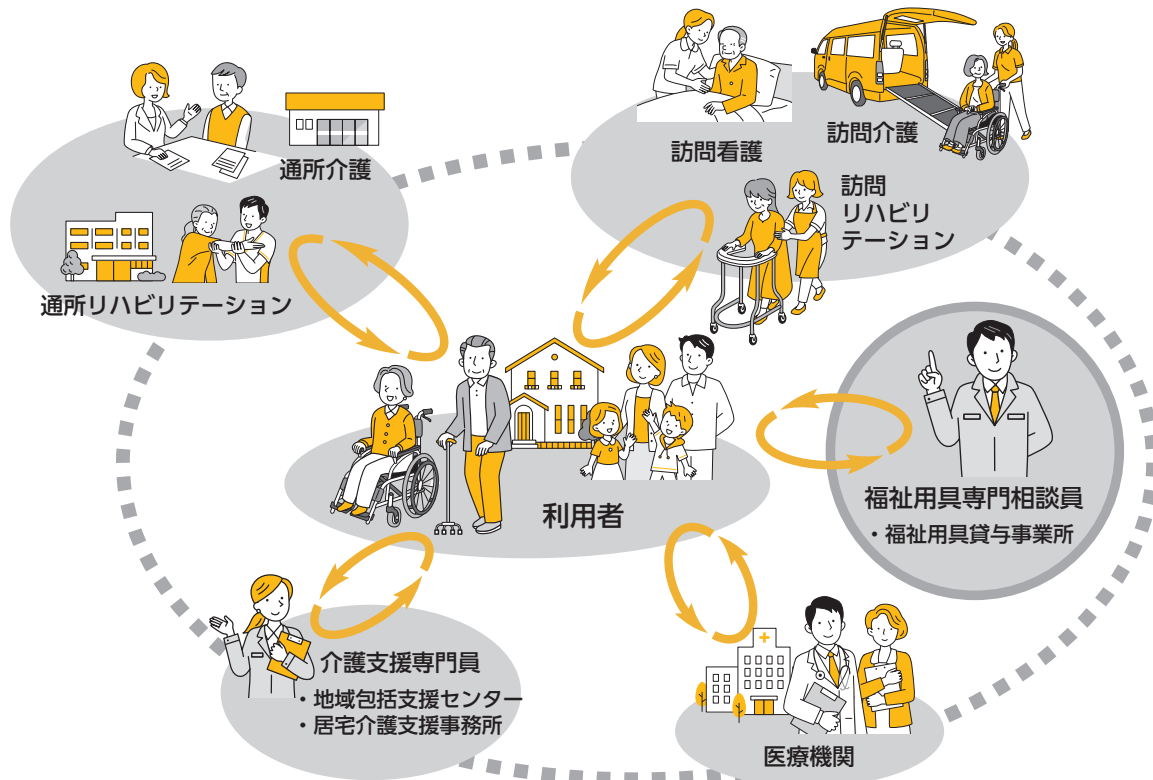 通所介護
通所リハビリテーション
訪問看護
訪問介護
訪問
リハビリ
テーション
利用者
福祉用具専門相談員
・福祉用具貸与事業所
介護支援専門員
・地域包括支援センター
・居宅介護支援事務所
医療機関